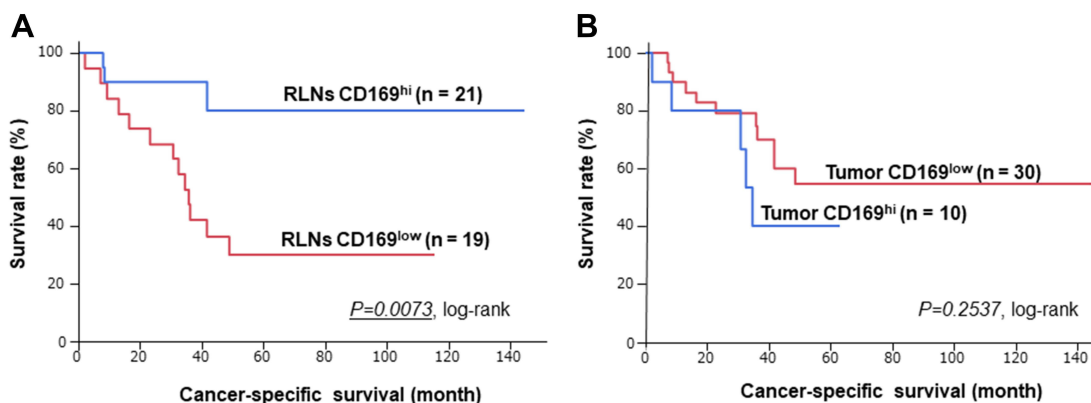 A
Survival rate (%)
100
80
60
40
20
0
RLNs CD169hi (n = 21)
RLNs CD169low (n = 19)
P=0.0073, log-rank
0 20 40 60 80 100 120 140
Cancer-specific survival (month)
B
Survival rate (%)
100
80
60
40
20
0
Tumor CD169low (n = 30)
Tumor CD169hi (n = 10)
P=0.2537, log-rank
0 20 40 60 80 100 120 140
Cancer-specific survival (month)